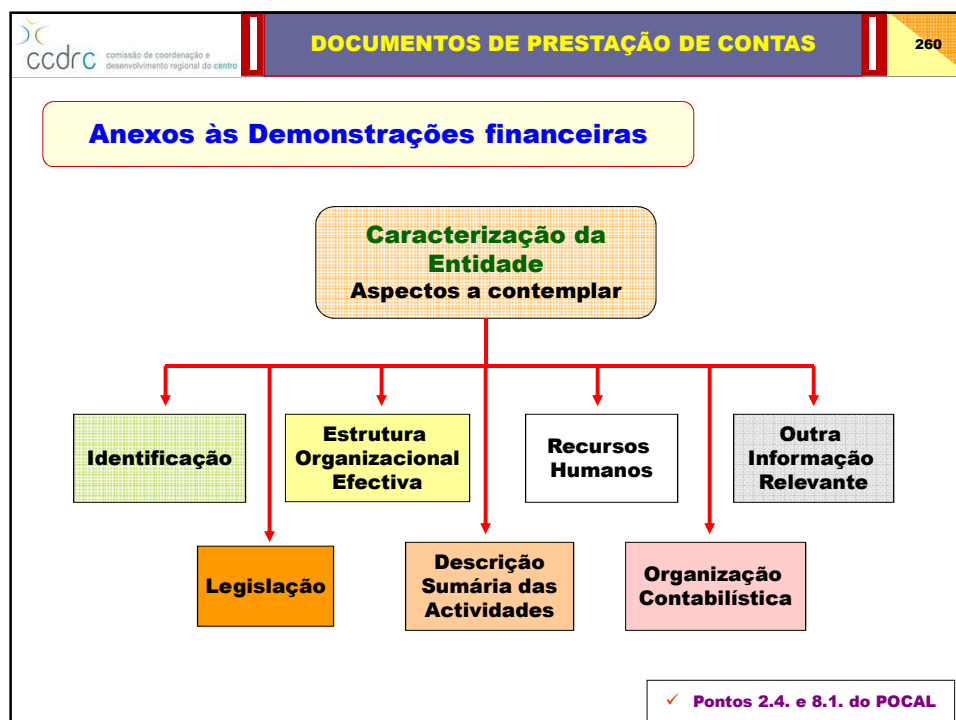 ccdrc
comissão de coordenação e
desenvolvimento regional do centro
DOCUMENTOS DE PRESTAÇÃO DE CONTAS
260
Anexos às Demonstrações financeiras
Caracterização da
Entidade
Aspectos a contemplar
Identificação
Estrutura
Organizacional
Efectiva
Recursos
Humanos
Outra
Informação
Relevante
Legislação
Descrição
Sumária das
Actividades
Organização
Contabilística
✓ Pontos 2.4. e 8.1. do POCAL